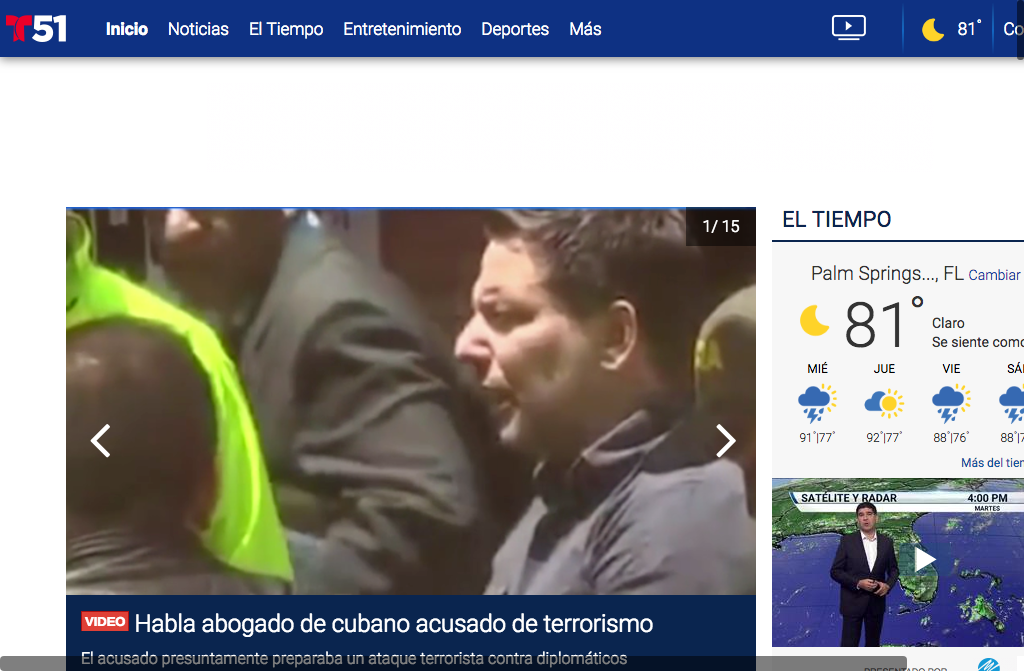 T51 Inicio Noticias El Tiempo Entretenimiento Deportes Más 81° Co
1/ 15
EL TIEMPO
Palm Springs..., FL Cambiar
81°
Claro
Se siente como
MIÉ JUE VIE SÁ
91°|77° 92°|77° 88°|76° 88°|7
Más del tien
SATÉLITE Y RADAR 4:00 PM
MARTES
VIDEO Habla abogado de cubano acusado de terrorismo
El acusado presuntamente preparaba un ataque terrorista contra diplomáticos
PRESENTADO POR